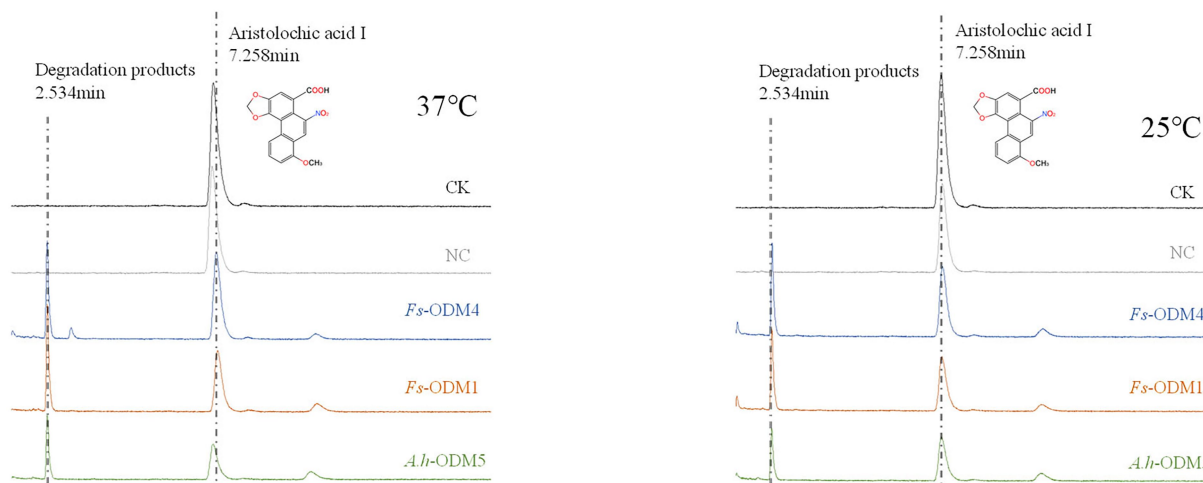 Aristolochic acid I
7.258min
Degradation products
2.534min
COOH
O
O
NO₂
OCH₃
37℃
CK
NC
Fs-ODM4
Fs-ODM1
A.h-ODM5
Aristolochic acid I
7.258min
Degradation products
2.534min
COOH
O
O
NO₂
OCH₃
25℃
CK
NC
Fs-ODM4
Fs-ODM1
A.h-ODM